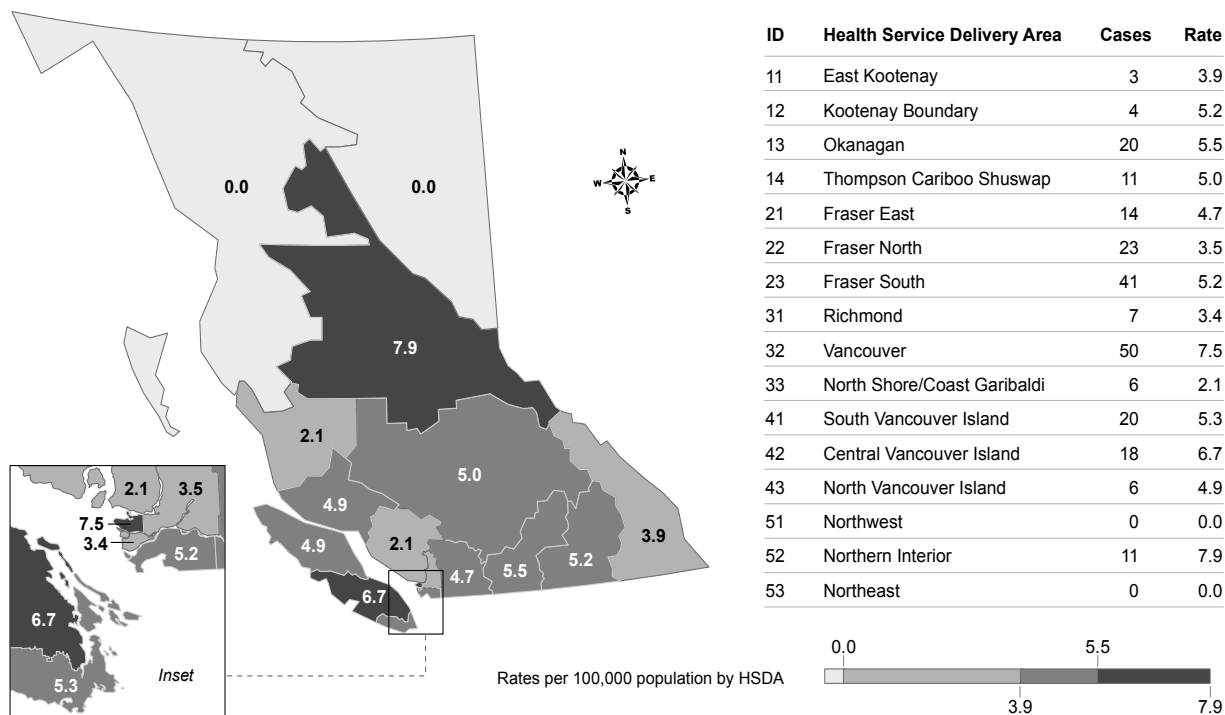 0.0
0.0
N
W E
S
7.9
2.1
5.0
4.9
4.9
2.1
3.9
5.2
5.5
4.7
6.7
2.1
3.5
7.5
3.4
5.2
6.7
5.3
Inset
ID Health Service Delivery Area Cases Rate
11 East Kootenay 3 3.9
12 Kootenay Boundary 4 5.2
13 Okanagan 20 5.5
14 Thompson Cariboo Shuswap 11 5.0
21 Fraser East 14 4.7
22 Fraser North 23 3.5
23 Fraser South 41 5.2
31 Richmond 7 3.4
32 Vancouver 50 7.5
33 North Shore/Coast Garibaldi 6 2.1
41 South Vancouver Island 20 5.3
42 Central Vancouver Island 18 6.7
43 North Vancouver Island 6 4.9
51 Northwest 0 0.0
52 Northern Interior 11 7.9
53 Northeast 0 0.0
0.0 5.5
Rates per 100,000 population by HSDA
3.9 7.9